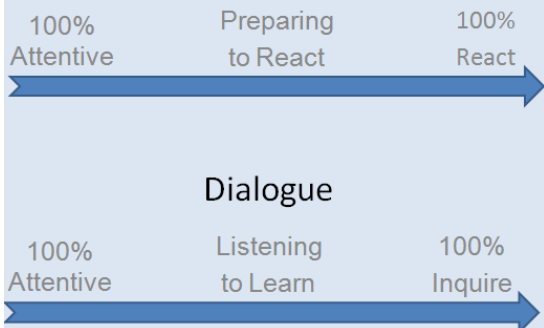 100% Preparing 100%
Attentive to React React
Dialogue
100% Listening 100%
Attentive to Learn Inquire